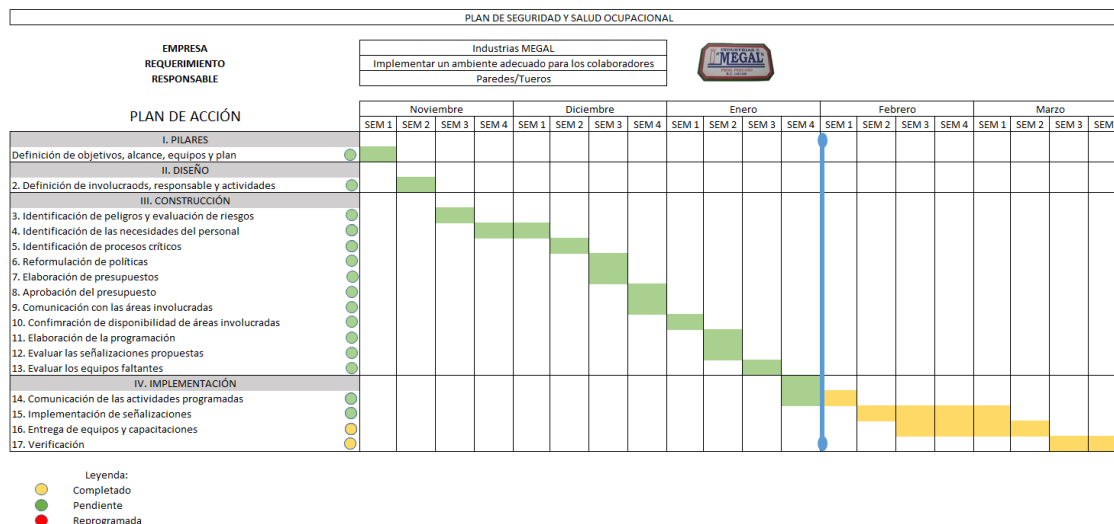 PLAN DE SEGURIDAD Y SALUD OCUPACIONAL
EMPRESA Industrias MEGAL
REQUERIMIENTO Implementar un ambiente adecuado para los colaboradores
RESPONSABLE Paredes/Tueros
INDUSTRIAS
"MEGAL"
PLAN DE ACCIÓN
Noviembre Diciembre Enero Febrero Marzo
SEM 1 SEM 2 SEM 3 SEM 4 SEM 1 SEM 2 SEM 3 SEM 4 SEM 1 SEM 2 SEM 3 SEM 4 SEM 1 SEM 2 SEM 3 SEM 4 SEM 1 SEM 2 SEM 3 SEM
I. PILARES
Definición de objetivos, alcance, equipos y plan
II. DISEÑO
2. Definición de involucraods, responsable y actividades
III. CONSTRUCCIÓN
3. Identificación de peligros y evaluación de riesgos
4. Identificación de las necesidades del personal
5. Identificación de procesos críticos
6. Reformulación de políticas
7. Elaboración de presupuestos
8. Aprobación del presupuesto
9. Comunicación con las áreas involucradas
10. Confimración de disponibilidad de áreas involucradas
11. Elaboración de la programación
12. Evaluar las señalizaciones propuestas
13. Evaluar los equipos faltantes
IV. IMPLEMENTACIÓN
14. Comunicación de las actividades programadas
15. Implementación de señalizaciones
16. Entrega de equipos y capacitaciones
17. Verificación
Leyenda:
Completado
Pendiente
Reprogramada